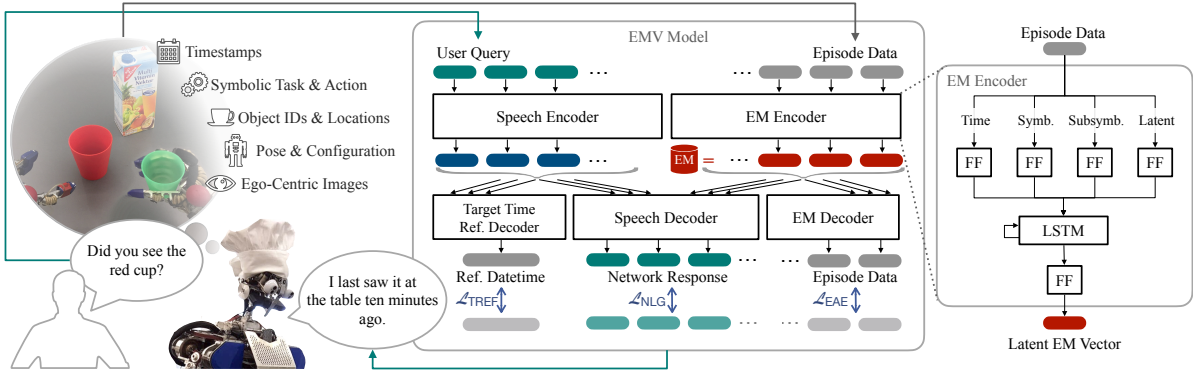 Timestamps
Symbolic Task & Action
Object IDs & Locations
Pose & Configuration
Ego-Centric Images
Did you see the
red cup?
I last saw it at
the table ten minutes
ago.
EMV Model
User Query
Episode Data
Speech Encoder
EM Encoder
EM = ...
Target Time
Ref. Decoder
Speech Decoder
EM Decoder
Ref. Datetime
Network Response
Episode Data
ℒTREF
ℒNLG
ℒEAE
Episode Data
EM Encoder
Time
Symb.
Subsymb.
Latent
FF
FF
FF
FF
LSTM
FF
Latent EM Vector